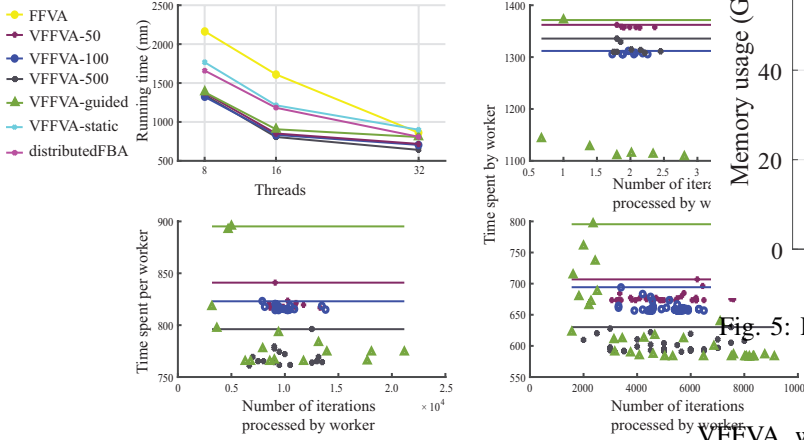 FFVA
VFFVA-50
VFFVA-100
VFFVA-500
VFFVA-guided
VFFVA-static
distributedFBA
Running time (mn)
2500
2000
1500
1000
500
8
16
32
Threads
Time spent by worker
1400
1300
1200
1100
0.5
1
1.5
2
2.5
3
Number of itera
processed by w
Memory usage (G
40
20
0
Time spent per worker
900
850
800
750
0
0.5
1.0
1.5
2.0
2.5
× 10⁴
Number of iterations
processed by worker
800
750
700
650
600
550
0
2000
4000
6000
8000
1000
Number of iterations
processed by worker
Fig. 5:
VFFVA w